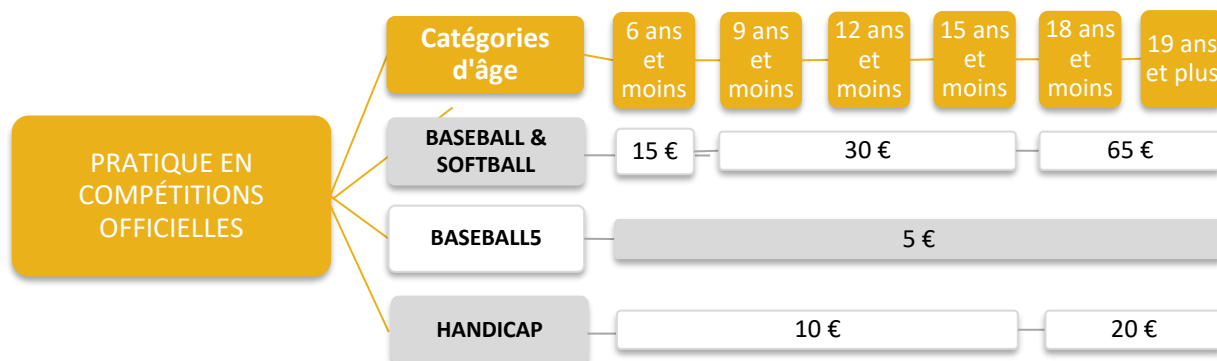 PRATIQUE EN
COMPÉTITIONS
OFFICIELLES
Catégories
d'âge
6 ans
et
moins
9 ans
et
moins
12 ans
et
moins
15 ans
et
moins
18 ans
et
moins
19 ans
et plus
BASEBALL &
SOFTBALL
15 €
30 €
65 €
BASEBALL5
5 €
HANDICAP
10 €
20 €